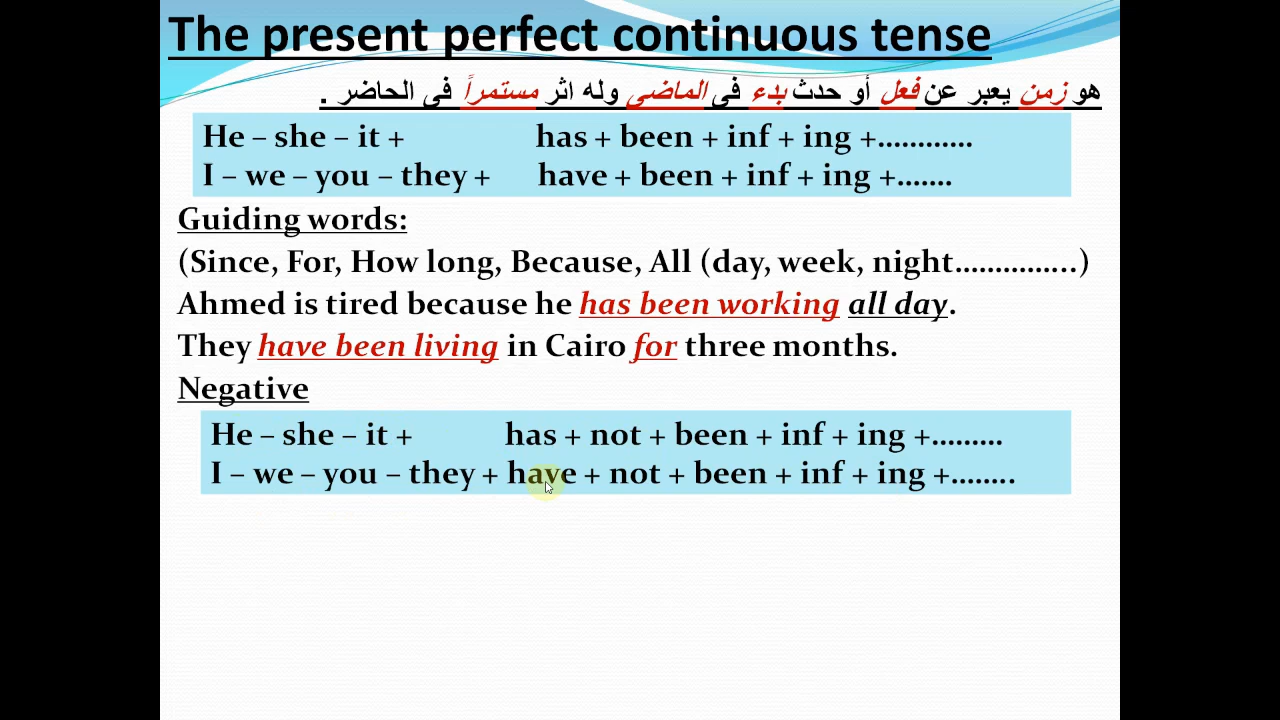 The present perfect continuous tense
هو زمن يعبر عن فعل أو حدث بدء فى الماضى وله اثر مستمراً فى الحاضر .
He – she – it + has + been + inf + ing +............
I – we – you – they + have + been + inf + ing +.......
Guiding words:
(Since, For, How long, Because, All (day, week, night...............)
Ahmed is tired because he has been working all day.
They have been living in Cairo for three months.
Negative
He – she – it + has + not + been + inf + ing +.........
I – we – you – they + have + not + been + inf + ing +........